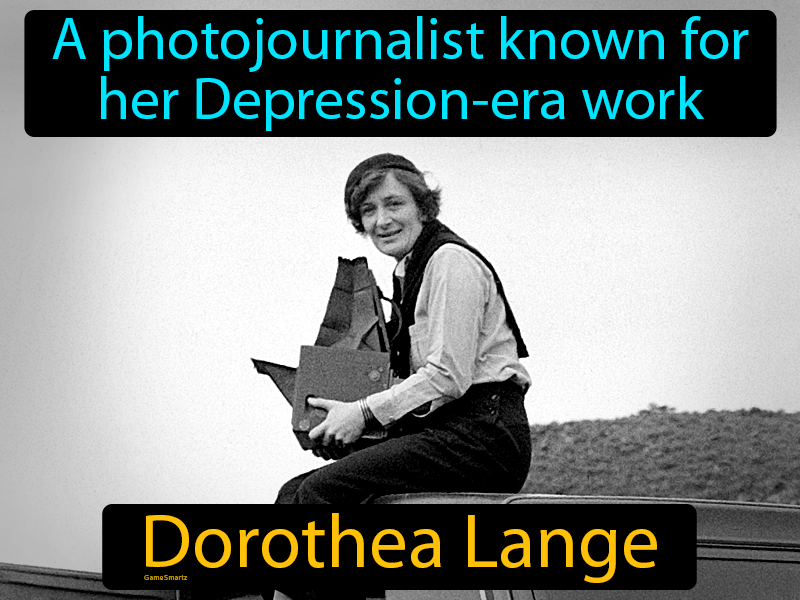 A photojournalist known for
her Depression-era work
Dorothea Lange
GameSmartz